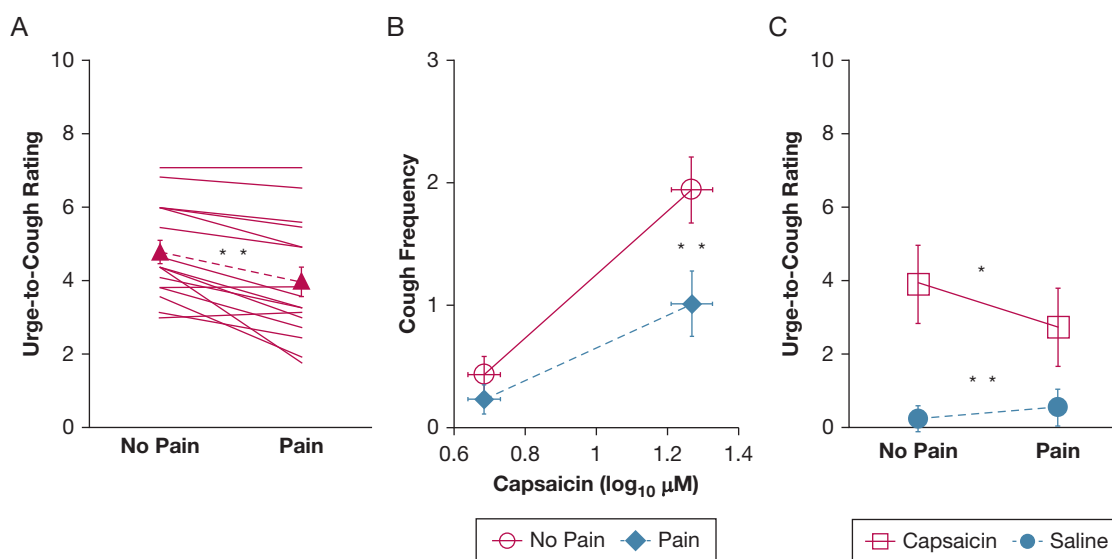 A
B
C
10
8
6
4
2
0
Urge-to-Cough Rating
* *
No Pain
Pain
3
2
1
0
Cough Frequency
* *
0.6
0.8
1
1.2
1.4
Capsaicin (log10 μM)
No Pain
Pain
10
8
6
4
2
0
Urge-to-Cough Rating
*
* *
No Pain
Pain
Capsaicin
Saline